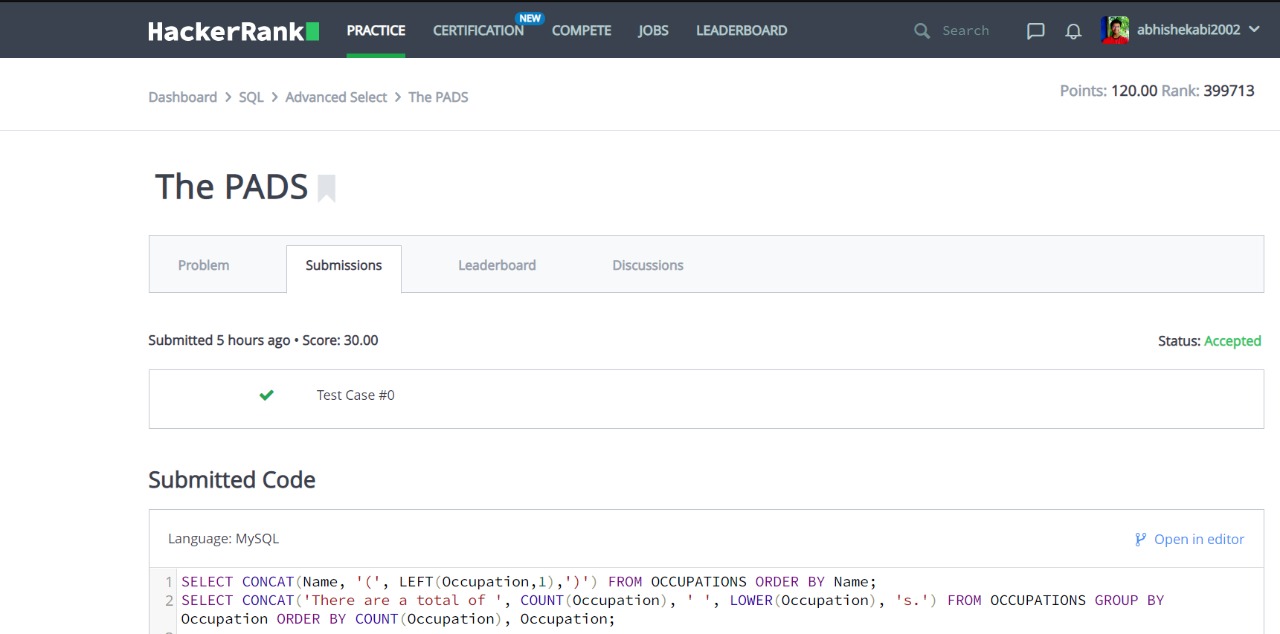 HackerRank PRACTICE CERTIFICATION NEW COMPETE JOBS LEADERBOARD Search abhishekabi2002
Dashboard > SQL > Advanced Select > The PADS
Points: 120.00 Rank: 399713
The PADS
Problem Submissions Leaderboard Discussions
Submitted 5 hours ago • Score: 30.00
Status: Accepted
Test Case #0
Submitted Code
Language: MySQL
Open in editor
1 SELECT CONCAT(Name, '(', LEFT(Occupation,1),')') FROM OCCUPATIONS ORDER BY Name;
2 SELECT CONCAT('There are a total of ', COUNT(Occupation), ' ', LOWER(Occupation), 's.') FROM OCCUPATIONS GROUP BY
Occupation ORDER BY COUNT(Occupation), Occupation;